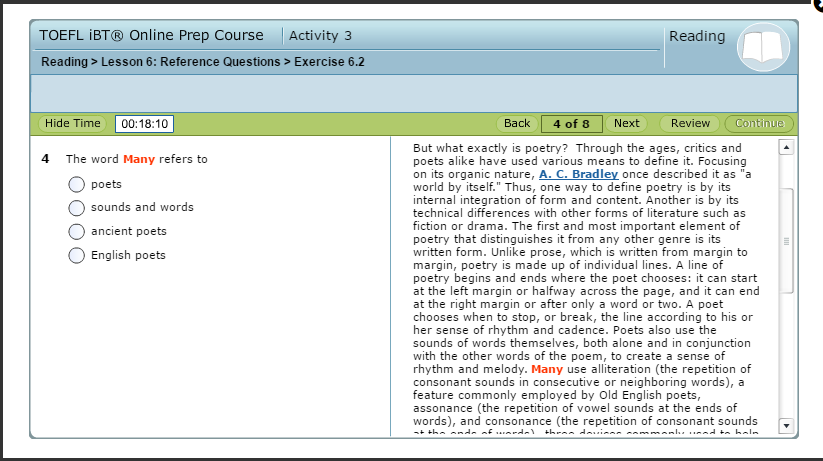 TOEFL iBT® Online Prep Course Activity 3 Reading
Reading > Lesson 6: Reference Questions > Exercise 6.2
Hide Time 00:18:10 Back 4 of 8 Next Review Continue
4 The word Many refers to
poets
sounds and words
ancient poets
English poets
But what exactly is poetry? Through the ages, critics and
poets alike have used various means to define it. Focusing
on its organic nature, A. C. Bradley once described it as "a
world by itself." Thus, one way to define poetry is by its
internal integration of form and content. Another is by its
technical differences with other forms of literature such as
fiction or drama. The first and most important element of
poetry that distinguishes it from any other genre is its
written form. Unlike prose, which is written from margin to
margin, poetry is made up of individual lines. A line of
poetry begins and ends where the poet chooses: it can start
at the left margin or halfway across the page, and it can end
at the right margin or after only a word or two. A poet
chooses when to stop, or break, the line according to his or
her sense of rhythm and cadence. Poets also use the
sounds of words themselves, both alone and in conjunction
with the other words of the poem, to create a sense of
rhythm and melody. Many use alliteration (the repetition of
consonant sounds in consecutive or neighboring words), a
feature commonly employed by Old English poets,
assonance (the repetition of vowel sounds at the ends of
words), and consonance (the repetition of consonant sounds
at the ends of words), three devices commonly used to help